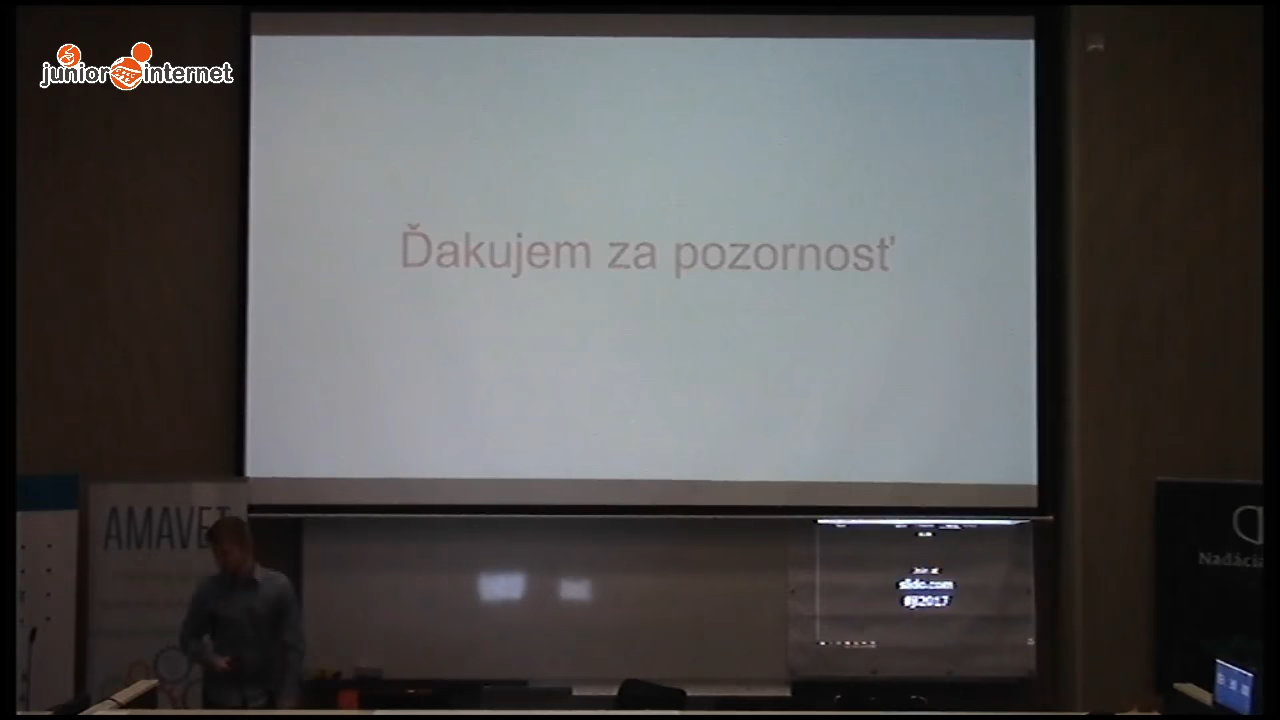 junior internet
Ďakujem za pozornosť
AMAVET
slido.com
#ji2017
Nadácia